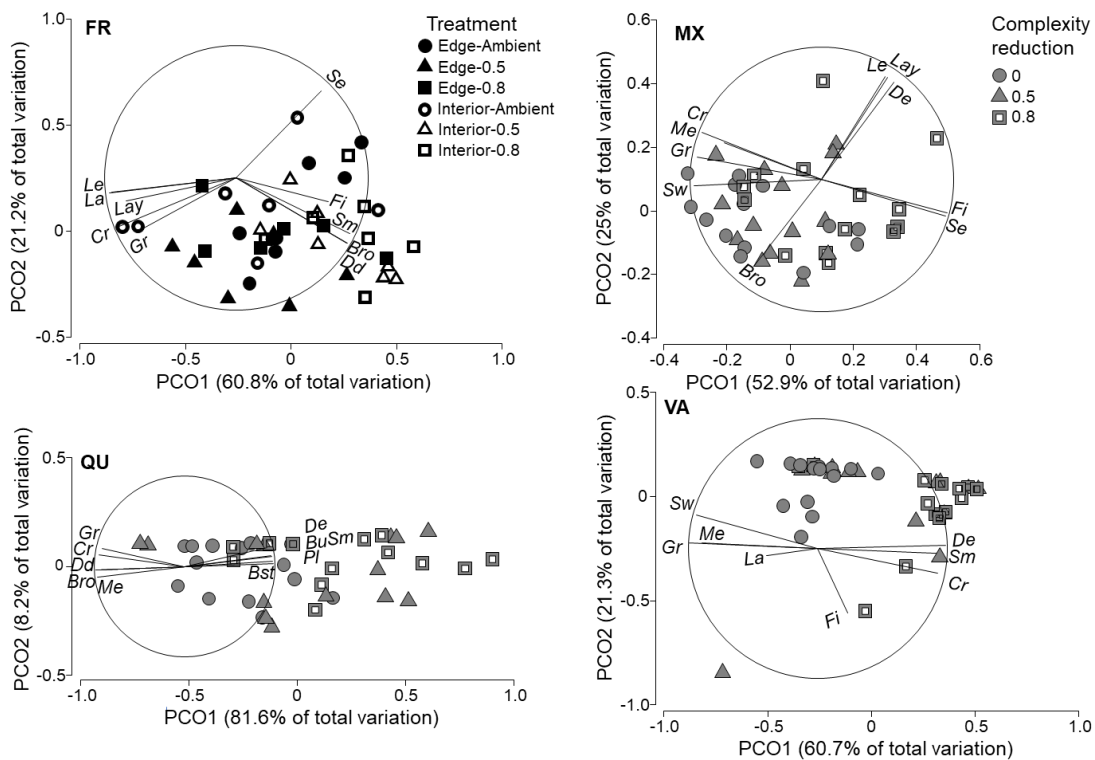 FR
1.0
0.5
0
-0.5
PCO2 (21.2% of total variation)
-1.0
-0.5
0
0.5
1.0
PCO1 (60.8% of total variation)
Se
Le
La
Lay
Cr
Gr
Fi
Sm
Bro
Dd
Treatment
Edge-Ambient
Edge-0.5
Edge-0.8
Interior-Ambient
Interior-0.5
Interior-0.8
MX
0.6
0.4
0.2
0
-0.2
-0.4
PCO2 (25% of total variation)
-0.4
-0.2
0
0.2
0.4
0.6
PCO1 (52.9% of total variation)
Le
Lay
De
Cr
Me
Gr
Sw
Fi
Se
Bro
Complexity
reduction
0
0.5
0.8
QU
0.5
0
-0.5
PCO2 (8.2% of total variation)
-1.0
-0.5
0
0.5
1.0
PCO1 (81.6% of total variation)
Gr
Cr
Dd
Bro
Me
De
Bu
Sm
Pl
Bst
VA
0.5
0
-0.5
-1.0
PCO2 (21.3% of total variation)
-1.0
-0.5
0
0.5
1.0
PCO1 (60.7% of total variation)
Sw
Me
Gr
La
De
Sm
Cr
Fi